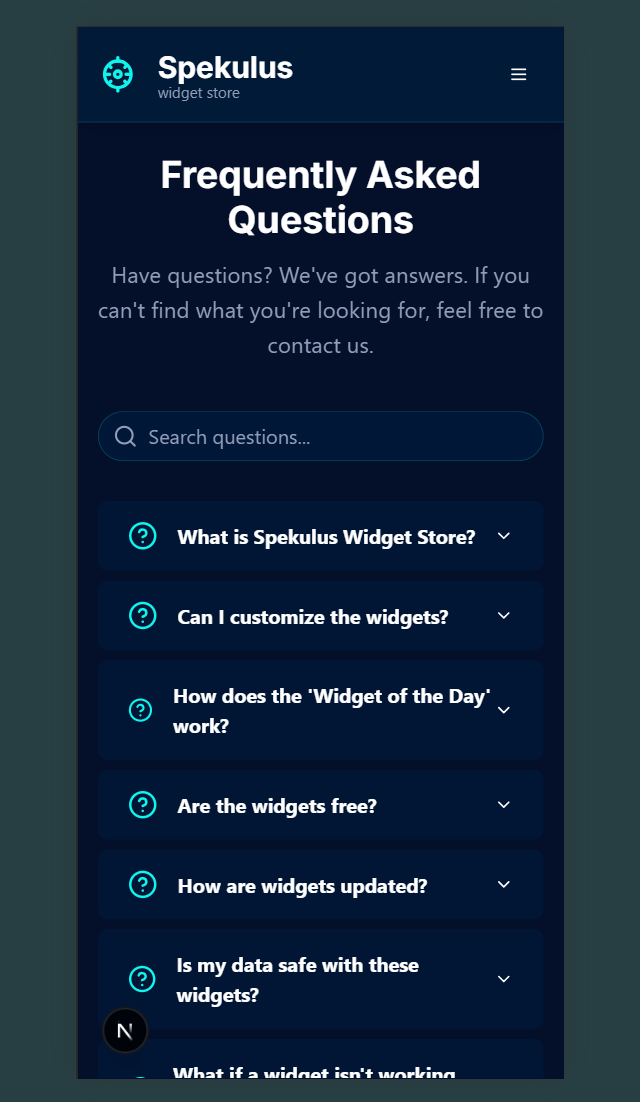 Spekulus
widget store
Frequently Asked
Questions
Have questions? We've got answers. If you
can't find what you're looking for, feel free to
contact us.
Search questions...
What is Spekulus Widget Store?
Can I customize the widgets?
How does the 'Widget of the Day'
work?
Are the widgets free?
How are widgets updated?
Is my data safe with these
widgets?
N
What if a widget isn't working